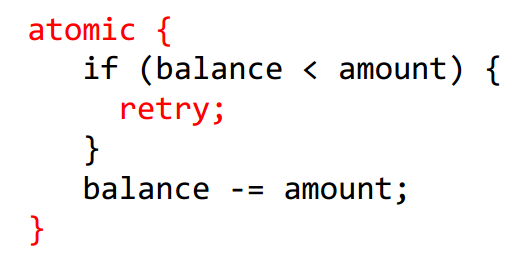 atomic {
if (balance < amount) {
retry;
}
balance -= amount;
}